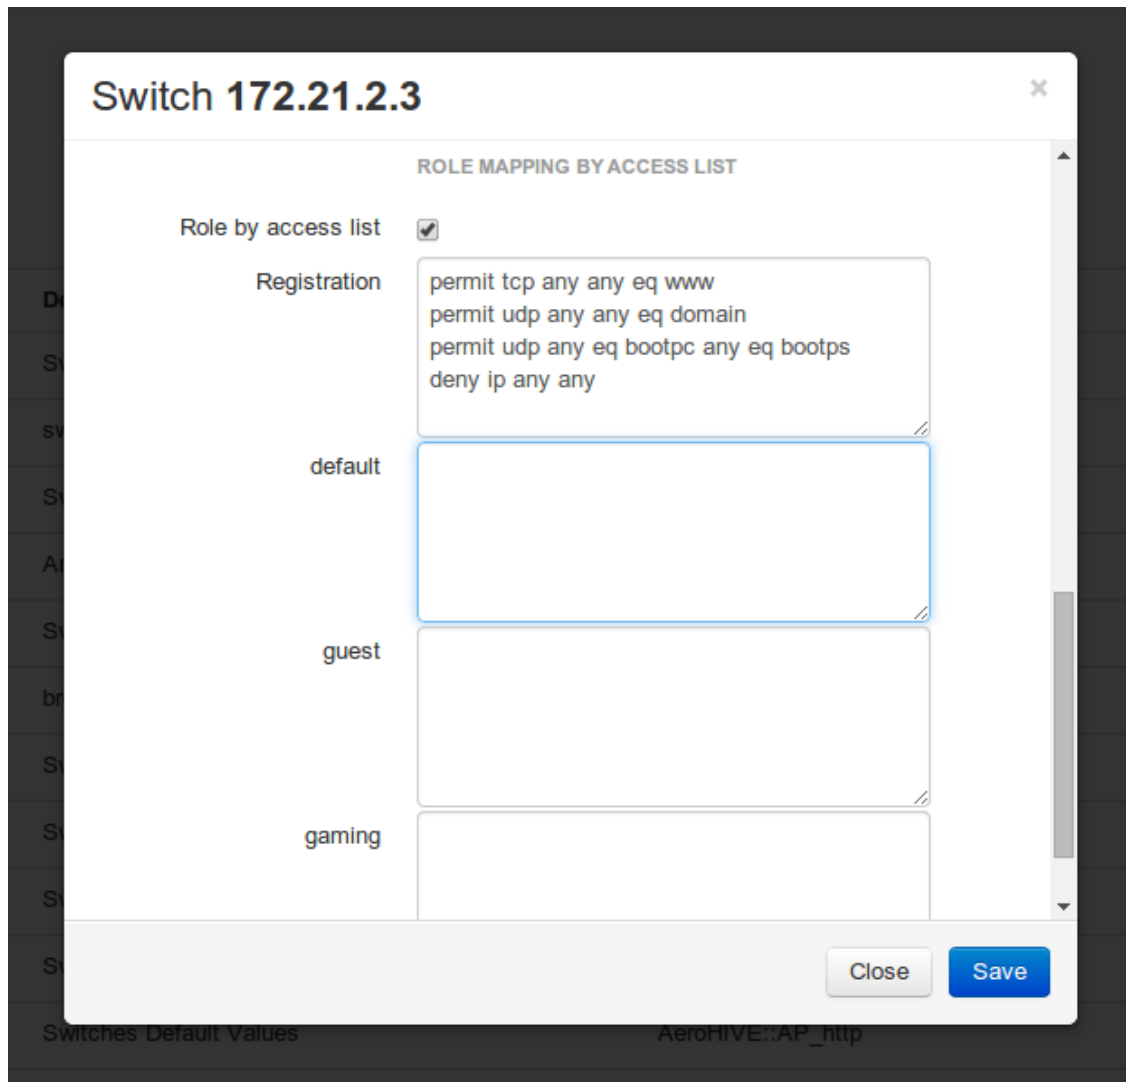 Switch 172.21.2.3
×
ROLE MAPPING BY ACCESS LIST
Role by access list
Registration
permit tcp any any eq www
permit udp any any eq domain
permit udp any eq bootpc any eq bootps
deny ip any any
default
guest
gaming
Close
Save
Switches Default Values
AeroHIVE::AP_http